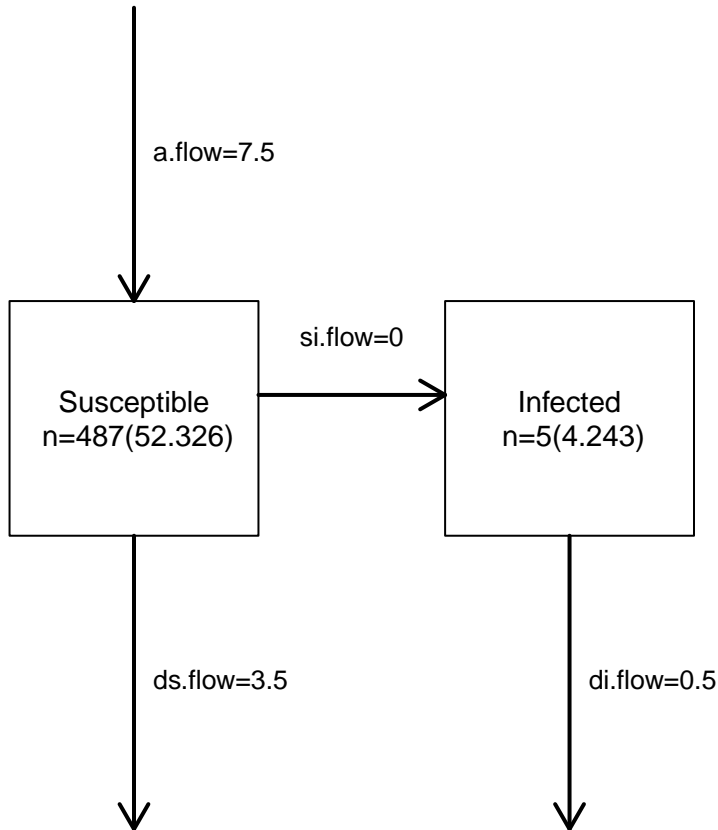 a.flow=7.5
si.flow=0
Susceptible
n=487(52.326)
Infected
n=5(4.243)
ds.flow=3.5
di.flow=0.5